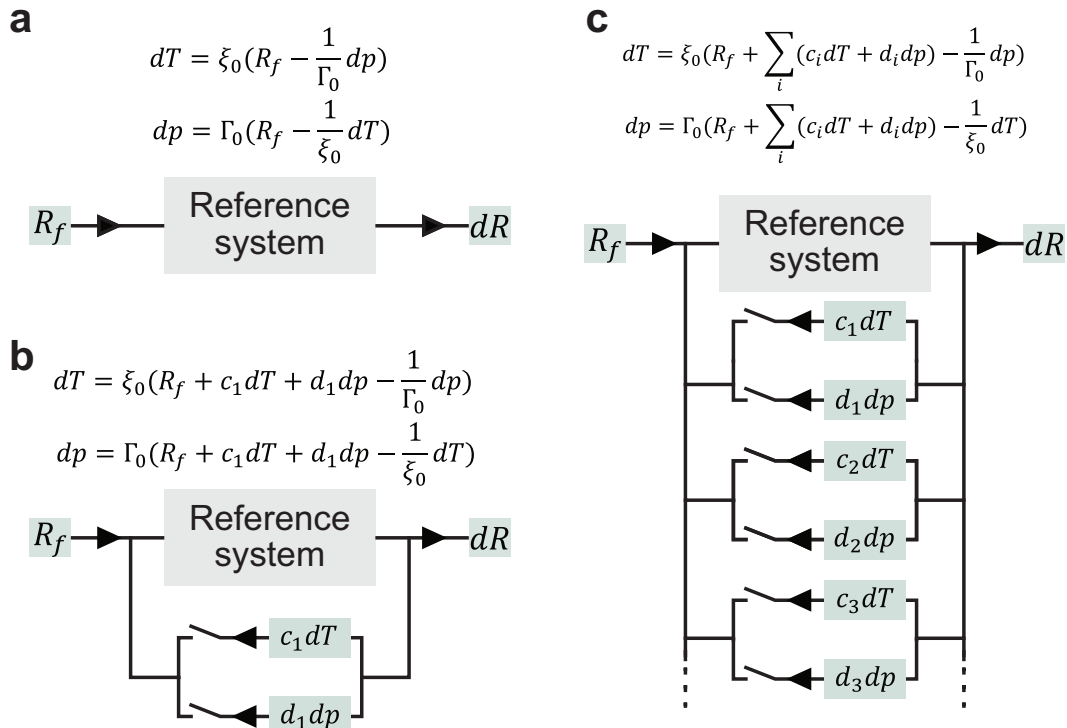 a
dT = ξ₀(R_f − 1/Γ₀ dp)
dp = Γ₀(R_f − 1/ξ₀ dT)
R_f Reference system dR
b
dT = ξ₀(R_f + c₁dT + d₁dp − 1/Γ₀ dp)
dp = Γ₀(R_f + c₁dT + d₁dp − 1/ξ₀ dT)
R_f Reference system dR
c₁dT
d₁dp
c
dT = ξ₀(R_f + ∑_i (c_i dT + d_i dp) − 1/Γ₀ dp)
dp = Γ₀(R_f + ∑_i (c_i dT + d_i dp) − 1/ξ₀ dT)
R_f Reference system dR
c₁dT
d₁dp
c₂dT
d₂dp
c₃dT
d₃dp